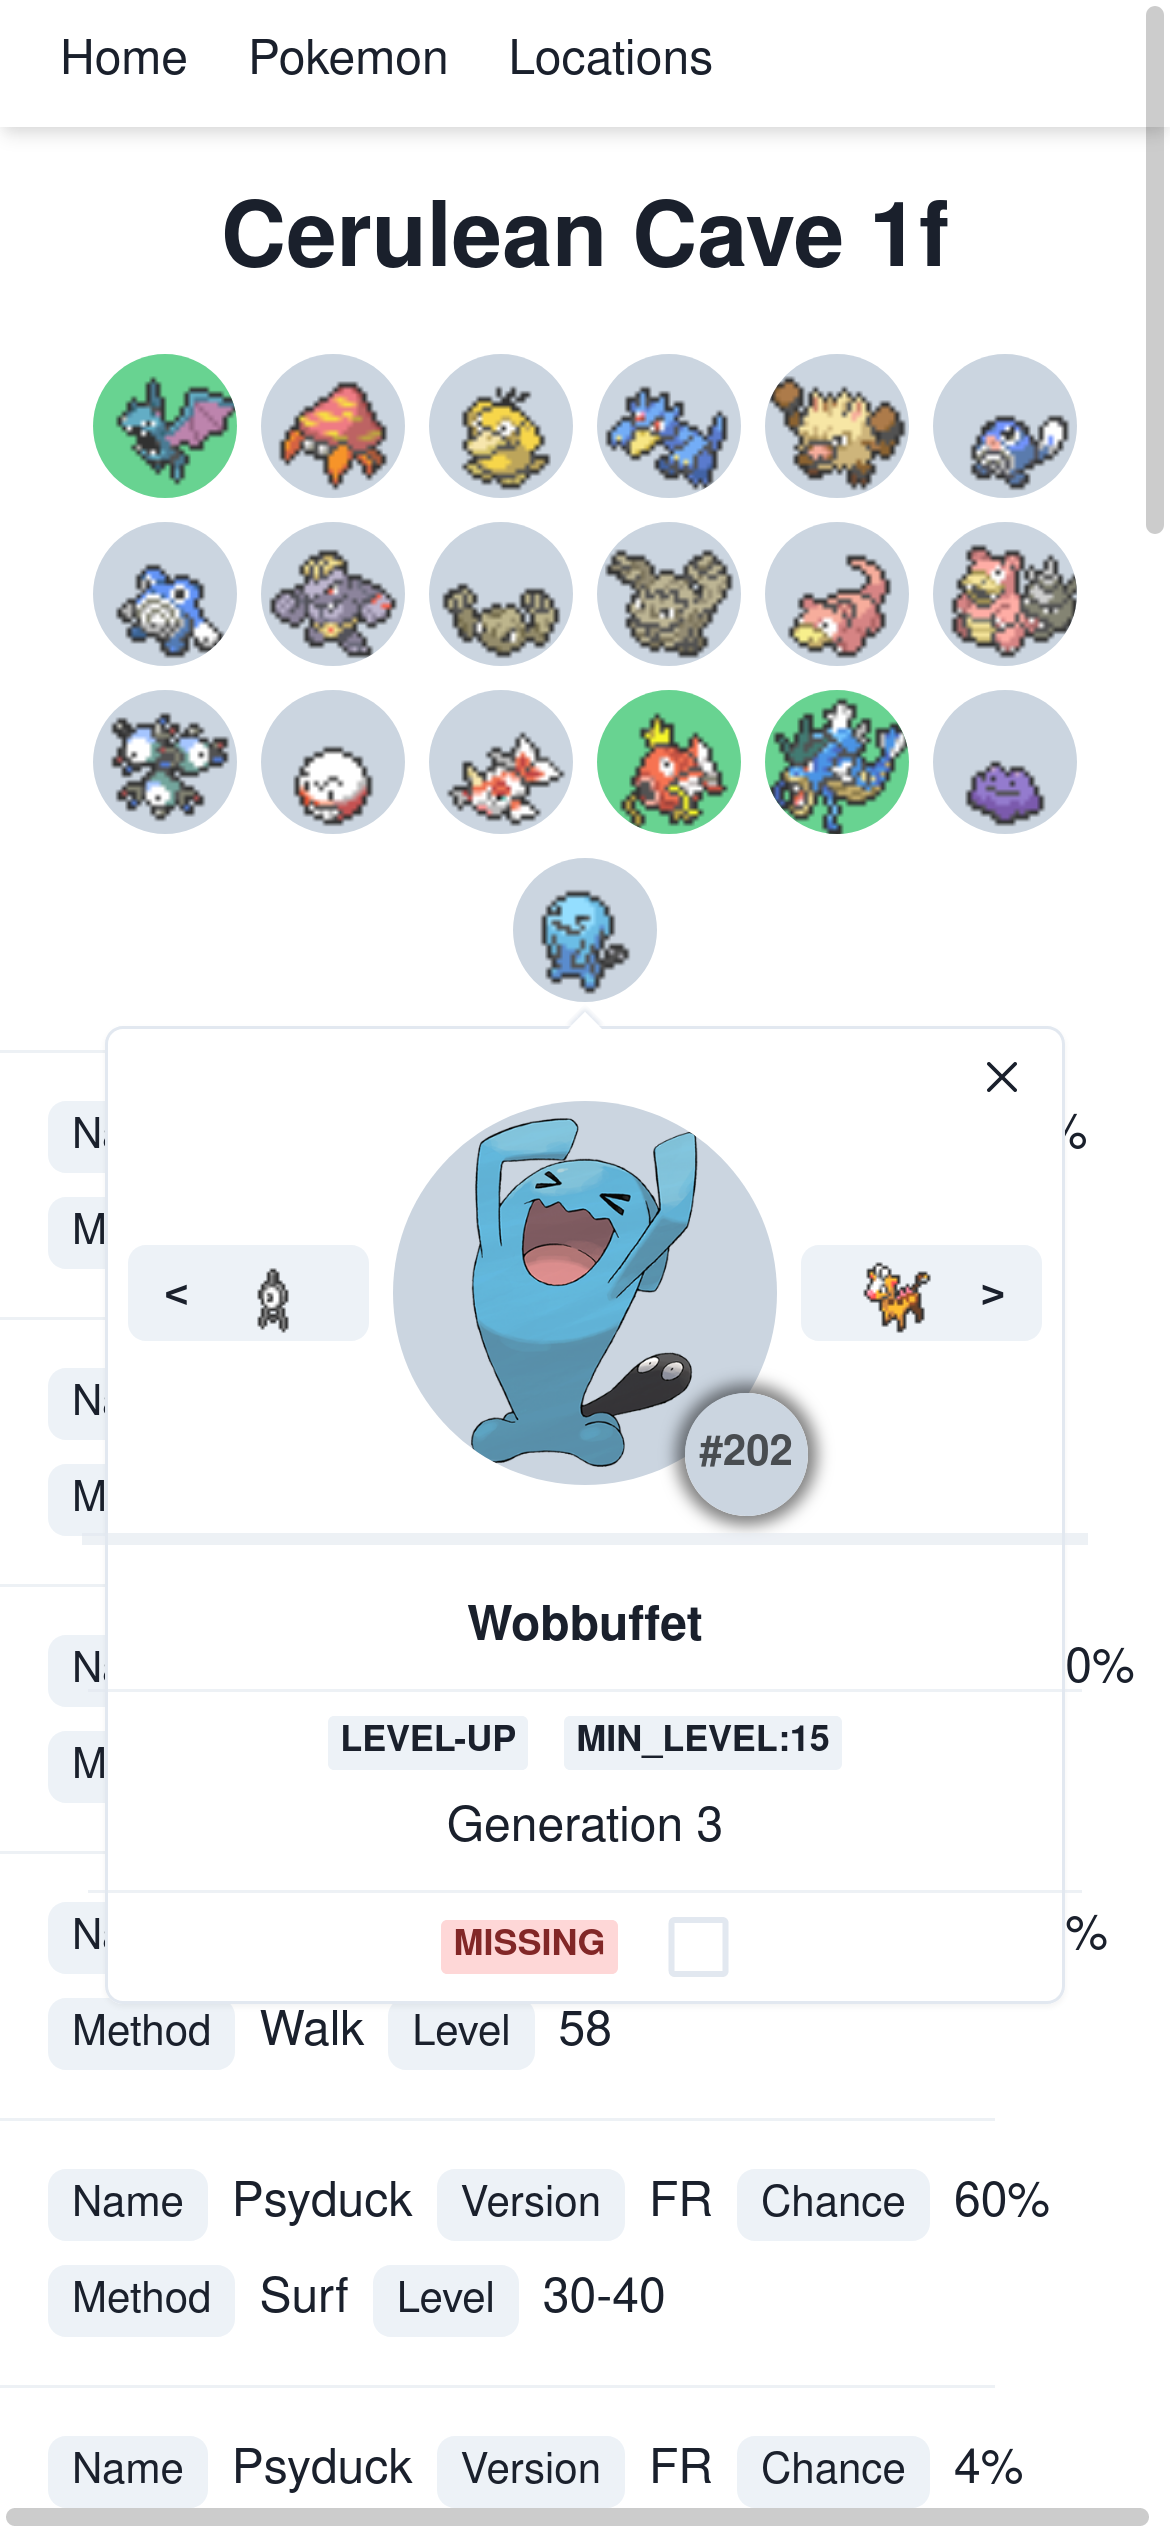 Home Pokemon Locations
Cerulean Cave 1f
%
< >
#202
Wobbuffet
0%
LEVEL-UP MIN_LEVEL:15
Generation 3
%
MISSING
Method Walk Level 58
Name Psyduck Version FR Chance 60%
Method Surf Level 30-40
Name Psyduck Version FR Chance 4%